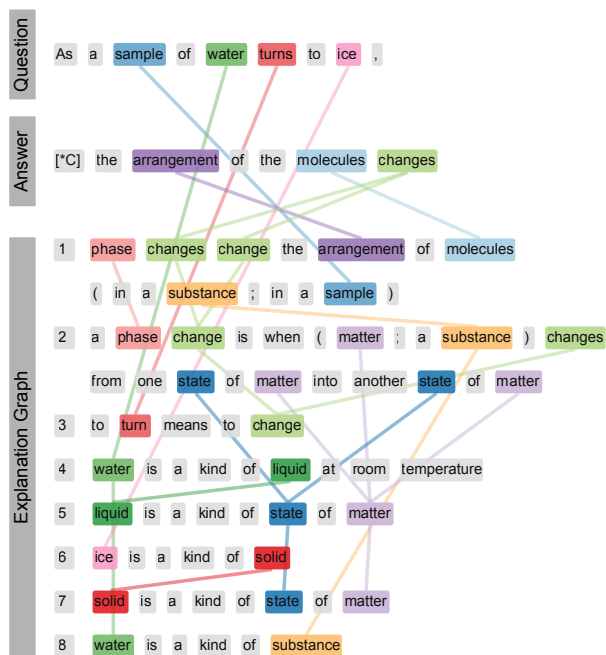 Question
As a sample of water turns to ice ,
Answer
[*C] the arrangement of the molecules changes
Explanation Graph
1 phase changes change the arrangement of molecules
( in a substance ; in a sample )
2 a phase change is when ( matter ; a substance ) changes
from one state of matter into another state of matter
3 to turn means to change
4 water is a kind of liquid at room temperature
5 liquid is a kind of state of matter
6 ice is a kind of solid
7 solid is a kind of state of matter
8 water is a kind of substance